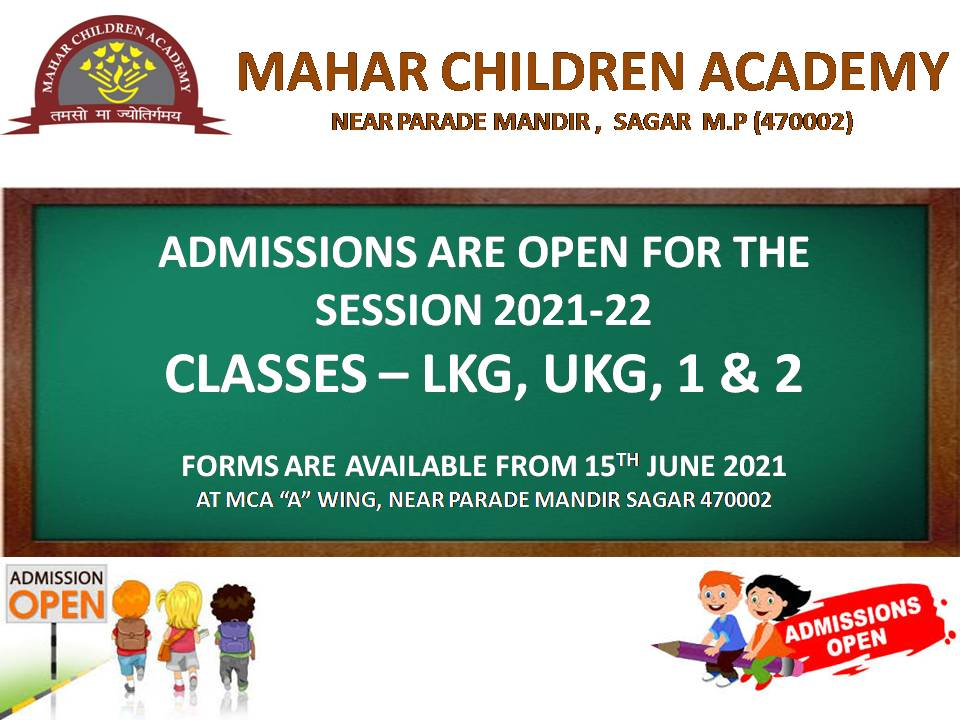 MAHAR CHILDREN ACADEMY
तमसो मा ज्योतिर्गमय
MAHAR CHILDREN ACADEMY
NEAR PARADE MANDIR , SAGAR M.P (470002)
ADMISSIONS ARE OPEN FOR THE
SESSION 2021-22
CLASSES – LKG, UKG, 1 & 2
FORMS ARE AVAILABLE FROM 15TH JUNE 2021
AT MCA “A” WING, NEAR PARADE MANDIR SAGAR 470002
ADMISSION
OPEN
ADMISSIONS
OPEN